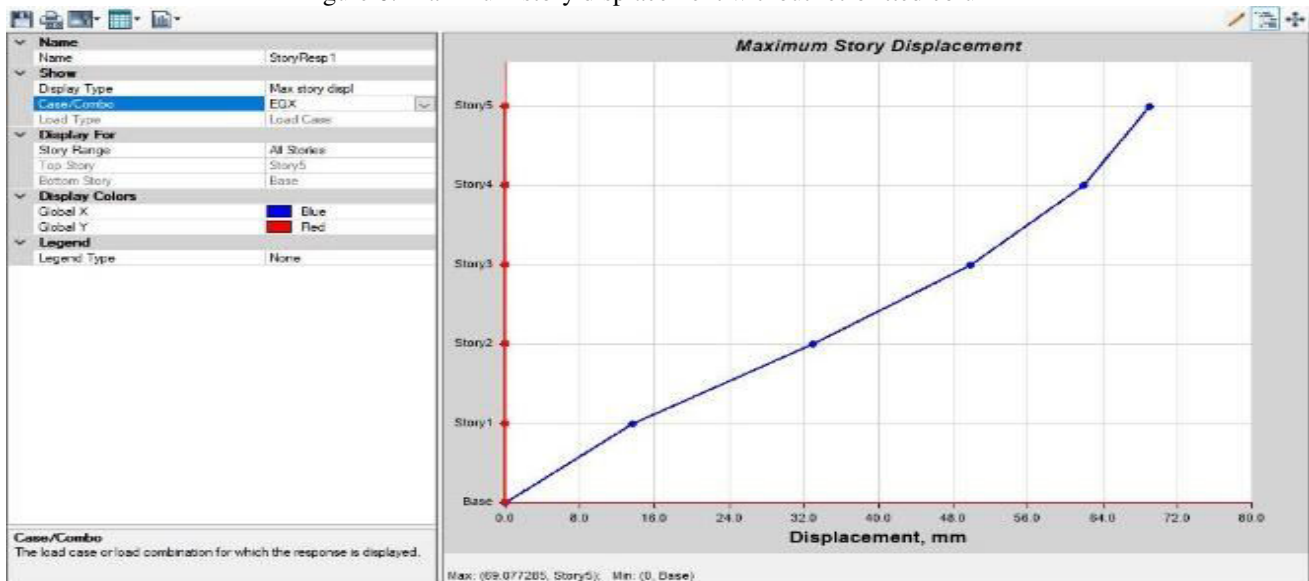 Name
Name StoryResp1
Show
Display Type Max story displ
Case/Combo EQX
Load Type Load Case
Display For
Story Range All Stories
Top Story Story5
Bottom Story Base
Display Colors
Global X Blue
Global Y Red
Legend
Legend Type None
Case/Combo
The load case or load combination for which the response is displayed.
Maximum Story Displacement
Story5
Story4
Story3
Story2
Story1
Base
0.0 8.0 16.0 24.0 32.0 40.0 48.0 56.0 64.0 72.0 80.0
Displacement, mm
Max: (69.077285, Story5); Min: (0, Base)